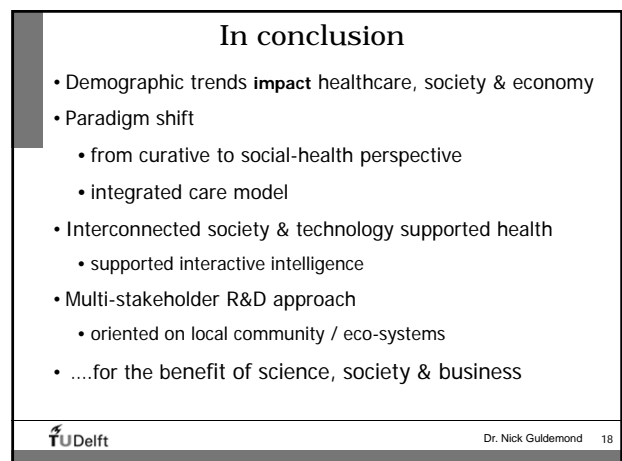 In conclusion
• Demographic trends impact healthcare, society & economy
• Paradigm shift
• from curative to social-health perspective
• integrated care model
• Interconnected society & technology supported health
• supported interactive intelligence
• Multi-stakeholder R&D approach
• oriented on local community / eco-systems
• ....for the benefit of science, society & business
TUDelft
Dr. Nick Guldemond 18